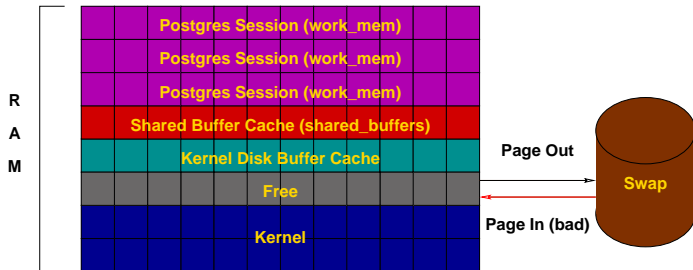 Postgres Session (work_mem)
Postgres Session (work_mem)
Postgres Session (work_mem)
Shared Buffer Cache (shared_buffers)
Kernel Disk Buffer Cache
Free
Kernel
R
A
M
Page Out
Swap
Page In (bad)